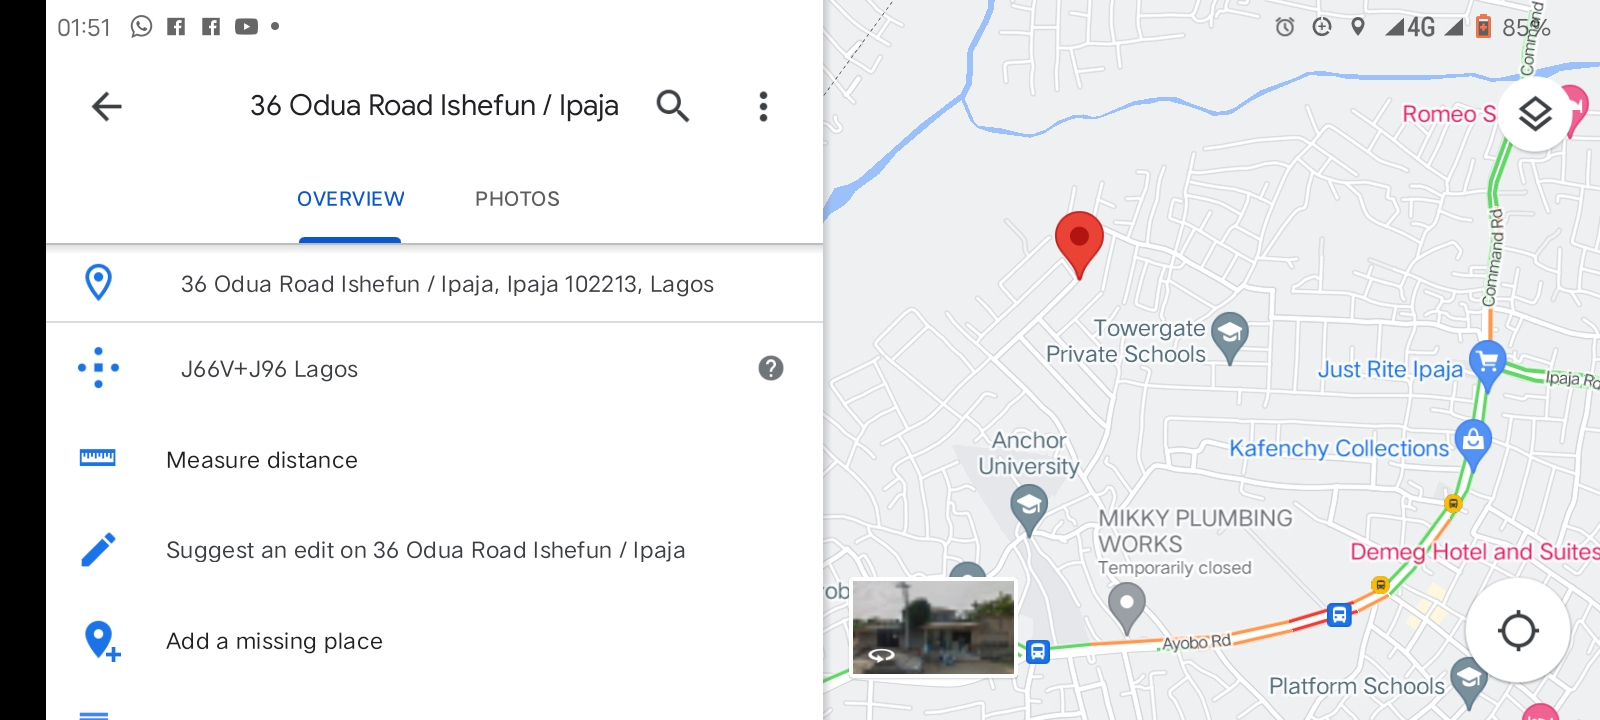 01:51
4G
85%
36 Odua Road Ishefun / Ipaja
OVERVIEW
PHOTOS
36 Odua Road Ishefun / Ipaja, Ipaja 102213, Lagos
J66V+J96 Lagos
Measure distance
Suggest an edit on 36 Odua Road Ishefun / Ipaja
Add a missing place
Command
Romeo S
Command Rd
Towergate
Private Schools
Just Rite Ipaja
Ipaja Rd
Kafenchy Collections
Anchor
University
MIKKY PLUMBING
WORKS
Temporarily closed
Demeg Hotel and Suites
ob
Ayobo Rd
Platform Schools